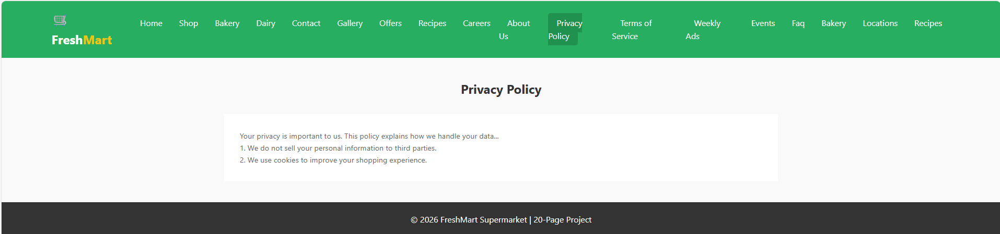 FreshMart
Home Shop Bakery Dairy Contact Gallery Offers Recipes Careers About Us Privacy Policy Terms of Service Weekly Ads Events Faq Bakery Locations Recipes
Privacy Policy
Your privacy is important to us. This policy explains how we handle your data...
1. We do not sell your personal information to third parties.
2. We use cookies to improve your shopping experience.
© 2026 FreshMart Supermarket | 20-Page Project